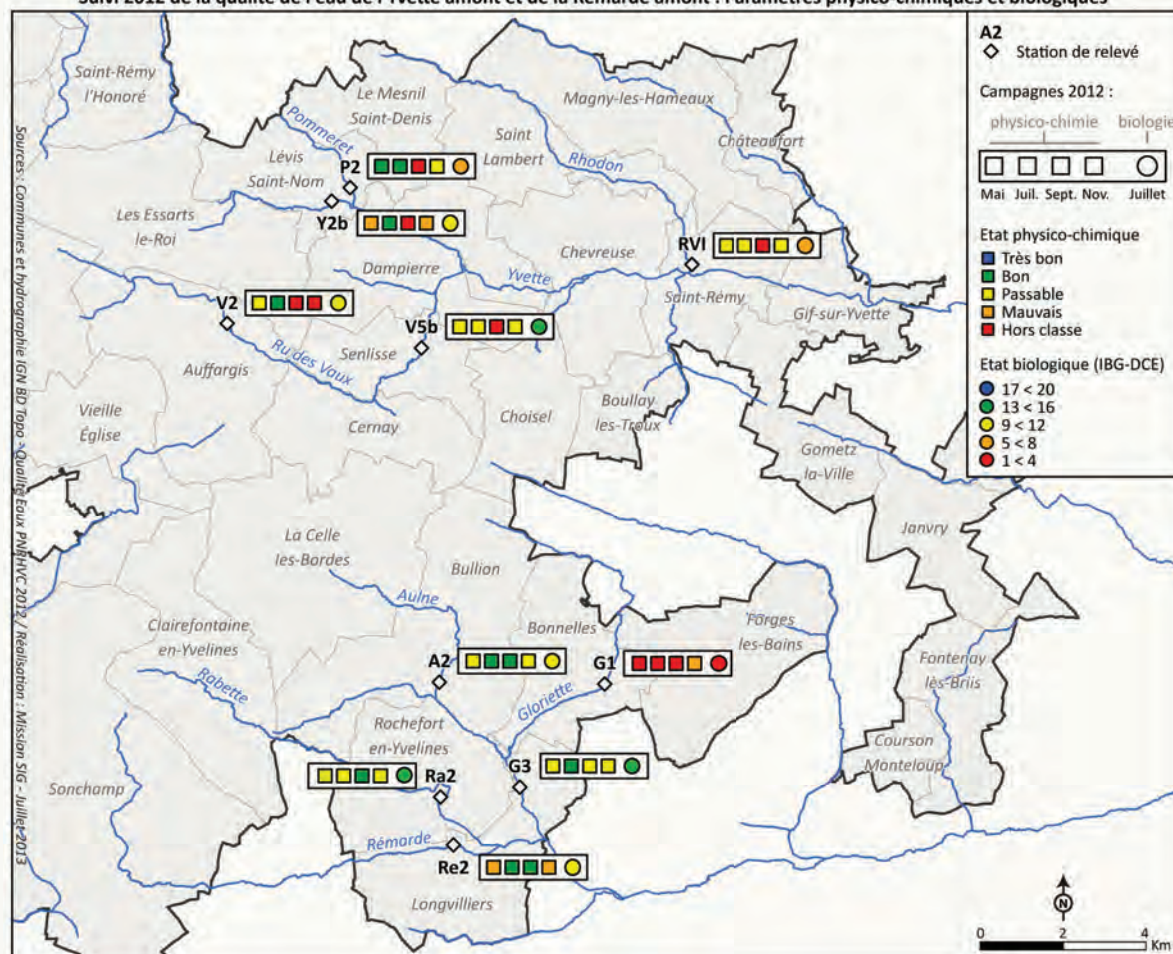 Suivi 2012 de la qualité de l'eau de l'Yvette amont et de la Rémarde amont : Paramètres physico-chimiques et biologiques
A2
Station de relevé
Campagnes 2012 :
physico-chimie
biologie
Mai Juil. Sept. Nov. Juillet
Etat physico-chimique
Très bon
Bon
Passable
Mauvais
Hors classe
Etat biologique (IBG-DCE)
17 < 20
13 < 16
9 < 12
5 < 8
1 < 4
Saint-Rémy
l'Honoré
Le Mesnil
Saint-Denis
Magny-les-Hameaux
Châteaufort
Pommeret
Saint
Lambert
Rhodon
Lévis
Saint-Nom
P2
Les Essarts
le-Roi
Y2b
Chevreuse
RVI
Dampierre
Yvette
Saint-Rémy
Gif-sur-Yvette
V2
V5b
Senlisse
Ru des Vaux
Auffargis
Vieille
Église
Cernay
Choisel
Boullay
les-Troux
Gometz
la-Ville
Janvry
La Celle
les-Bordes
Bullion
Aulne
Bonnelles
Forges
les-Bains
Clairefontaine
en-Yvelines
Fontenay
lès-Briis
A2
G1
Rabette
Gloriette
Rochefort
en-Yvelines
Courson
Monteloup
G3
Ra2
Sonchamp
Rémarde
Re2
Longvilliers
N
0 2 4
Km
Sources : Communes et hydrographie IGN BD Topo - Qualité Eaux PNRHVC 2012 / Réalisation : Mission SIG - Juillet 2013